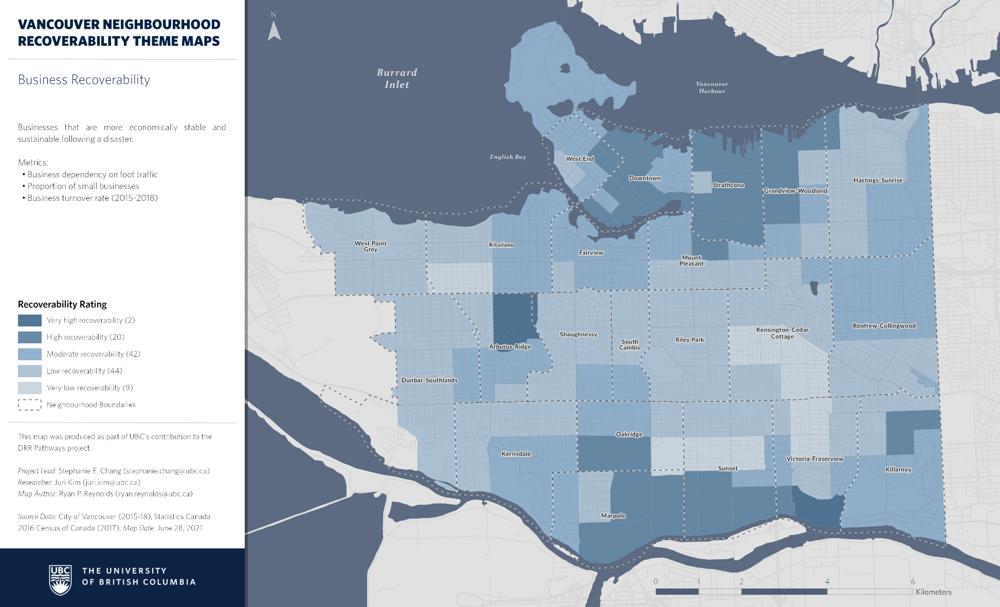 VANCOUVER NEIGHBOURHOOD
RECOVERABILITY THEME MAPS
Business Recoverability
Businesses that are more economically stable and
sustainable following a disaster.
Metrics:
• Business dependency on foot traffic
• Proportion of small businesses
• Business turnover rate (2015-2018)
Recoverability Rating
Very high recoverability (2)
High recoverability (20)
Moderate recoverability (42)
Low recoverability (44)
Very low recoverability (9)
Neighbourhood Boundaries
This map was produced as part of UBC's contribution to the
DRR Pathways project.
Project Lead: Stephanie E. Chang (stephanie.chang@ubc.ca)
Researcher: Juri Kim (juri.kim@ubc.ca)
Map Author: Ryan P. Reynolds (ryan.reynolds@ubc.ca)
Source Data: City of Vancouver (2015-18), Statistics Canada
2016 Census of Canada (2017); Map Date: June 28, 2021
UBC
THE UNIVERSITY
OF BRITISH COLUMBIA
N
Burrard
Inlet
Vancouver
Harbour
English Bay
West End
Downtown
Strathcona
Grandview-Woodland
Hastings-Sunrise
West Point
Grey
Kitsilano
Fairview
Mount
Pleasant
Arbutus-Ridge
Shaughnessy
South
Cambie
Riley Park
Kensington-Cedar
Cottage
Renfrew-Collingwood
Dunbar-Southlands
Kerrisdale
Oakridge
Sunset
Victoria-Fraserview
Killarney
Marpole
0 1 2 4 6
Kilometers